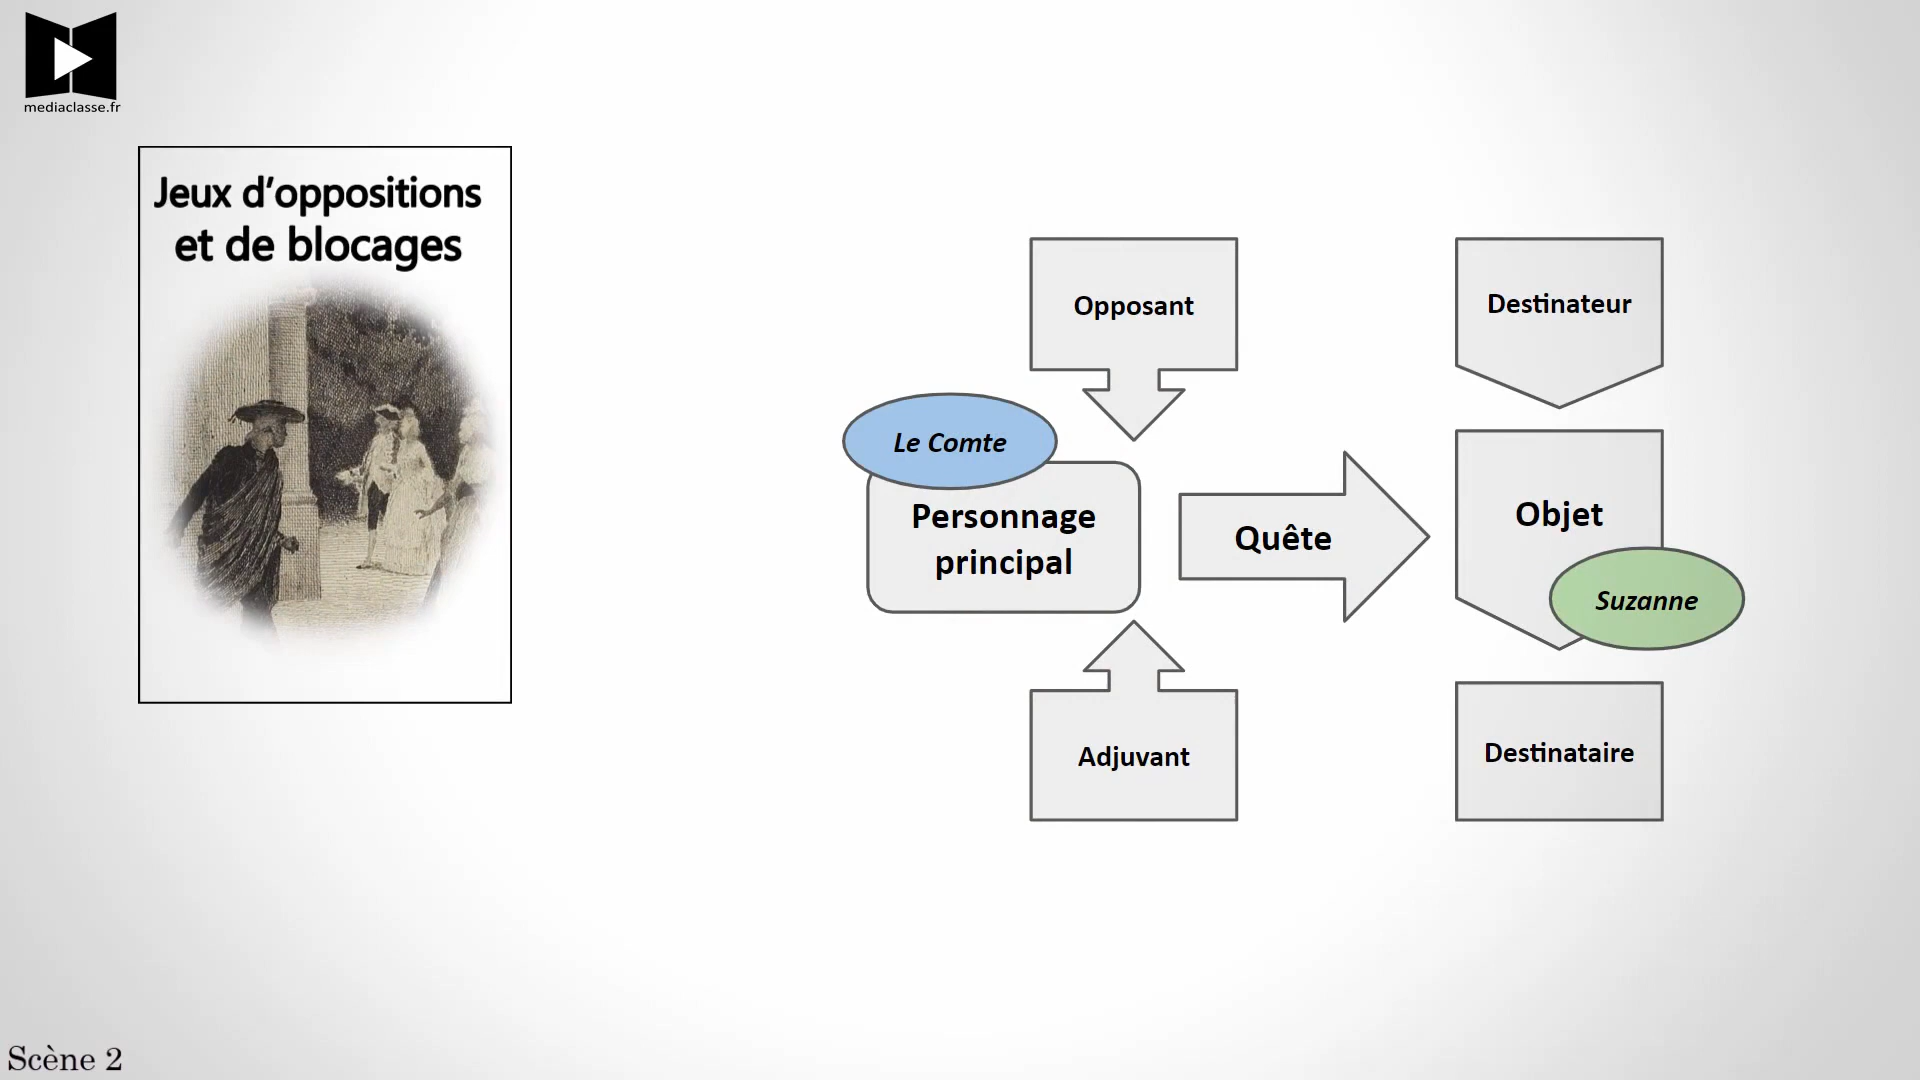 mediaclasse.fr
Jeux d’oppositions
et de blocages
Opposant
Destinateur
Le Comte
Personnage
principal
Quête
Objet
Suzanne
Adjuvant
Destinataire
Scène 2